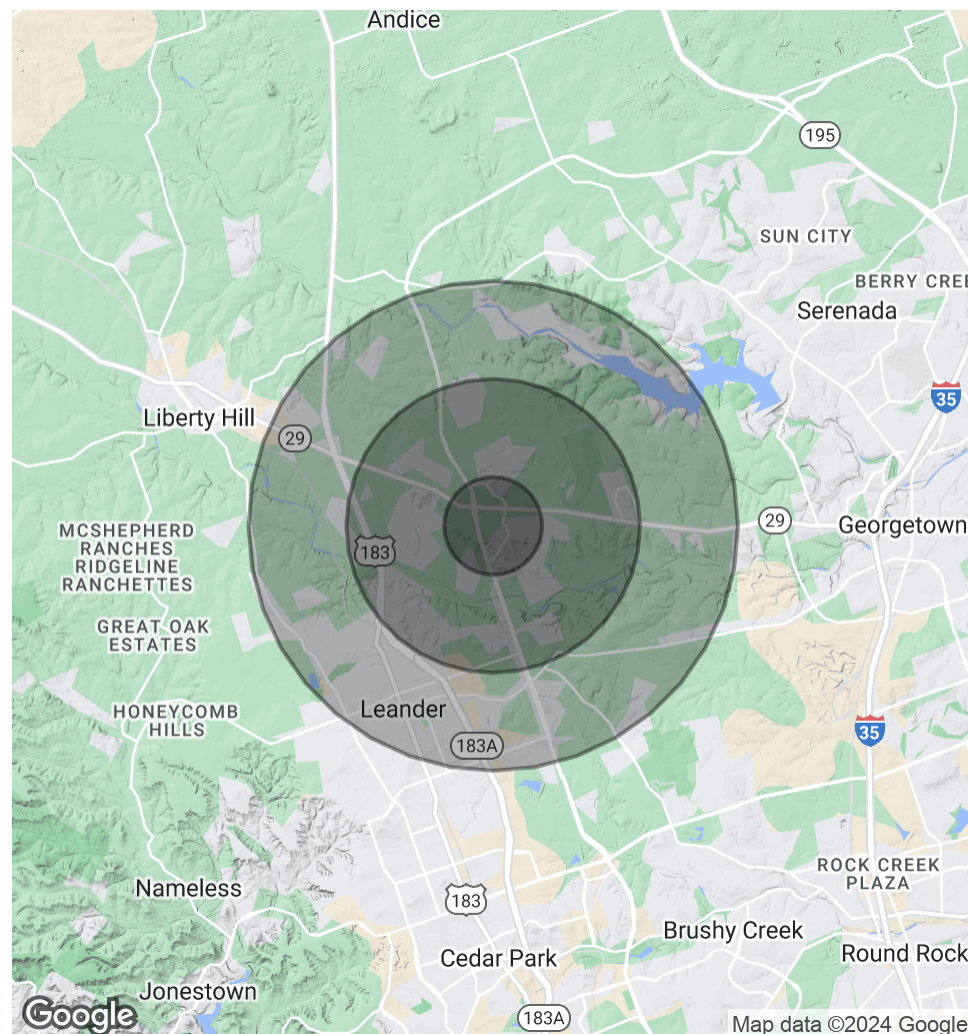 Andice
195
SUN CITY
BERRY CREE
Serenada
35
Liberty Hill
29
29
Georgetown
MCSHEPHERD
RANCHES
RIDGELINE
RANCHETTES
183
GREAT OAK
ESTATES
HONEYCOMB
HILLS
Leander
183A
35
ROCK CREEK
PLAZA
Nameless
183
Brushy Creek
Cedar Park
Round Rock
Jonestown
Google
183A
Map data ©2024 Google